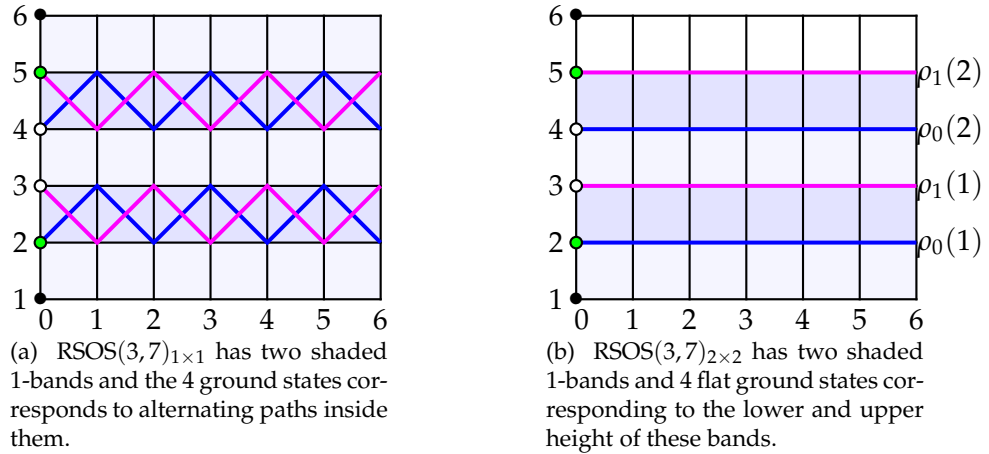 6
5
4
3
2
1
0 1 2 3 4 5 6
(a) RSOS(3,7)₁ₓ₁ has two shaded
1-bands and the 4 ground states cor-
responds to alternating paths inside
them.
6
5
4
3
2
1
ρ₁(2)
ρ₀(2)
ρ₁(1)
ρ₀(1)
0 1 2 3 4 5 6
(b) RSOS(3,7)₂ₓ₂ has two shaded
1-bands and 4 flat ground states cor-
responding to the lower and upper
height of these bands.